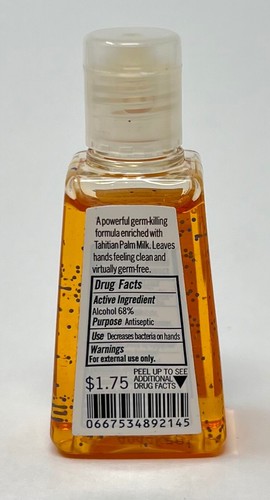 A powerful germ-killing
formula enriched with
Tahitian Palm Milk. Leaves
hands feeling clean and
virtually germ-free.
Drug Facts
Active Ingredient
Alcohol 68%
Purpose Antiseptic
Use Decreases bacteria on hands
Warnings
For external use only.
$1.75
PEEL UP TO SEE
ADDITIONAL
DRUG FACTS
0667534892145